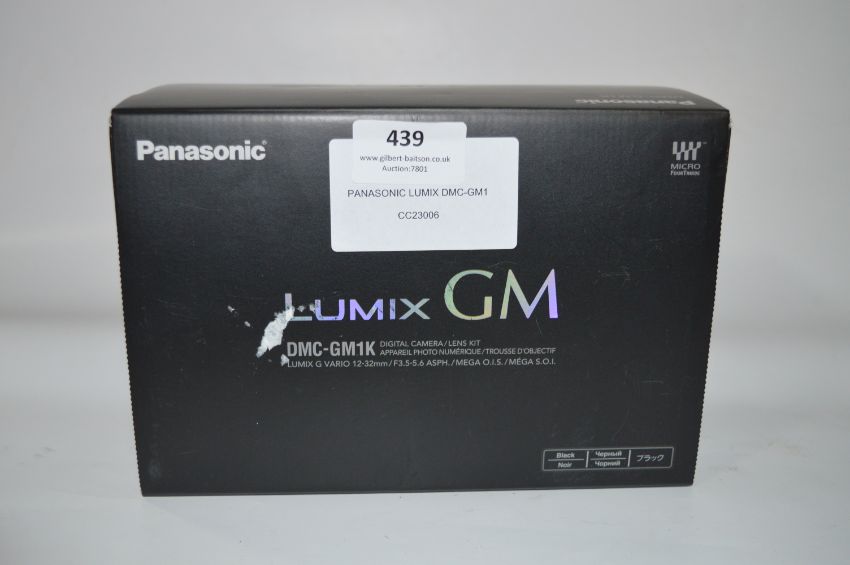 Panasonic
Panasonic
439
www.gilbert-baitson.co.uk
Auction:7801
PANASONIC LUMIX DMC-GM1
CC23006
MICRO
FOURTHIRDS
LUMIX GM
DMC-GM1K DIGITAL CAMERA/LENS KIT
APPAREIL PHOTO NUMÉRIQUE/TROUSSE D'OBJECTIF
LUMIX G VARIO 12-32mm/F3.5-5.6 ASPH./MEGA O.I.S./MÉGA S.O.I.
Black Черный ブラック
Noir Чорний